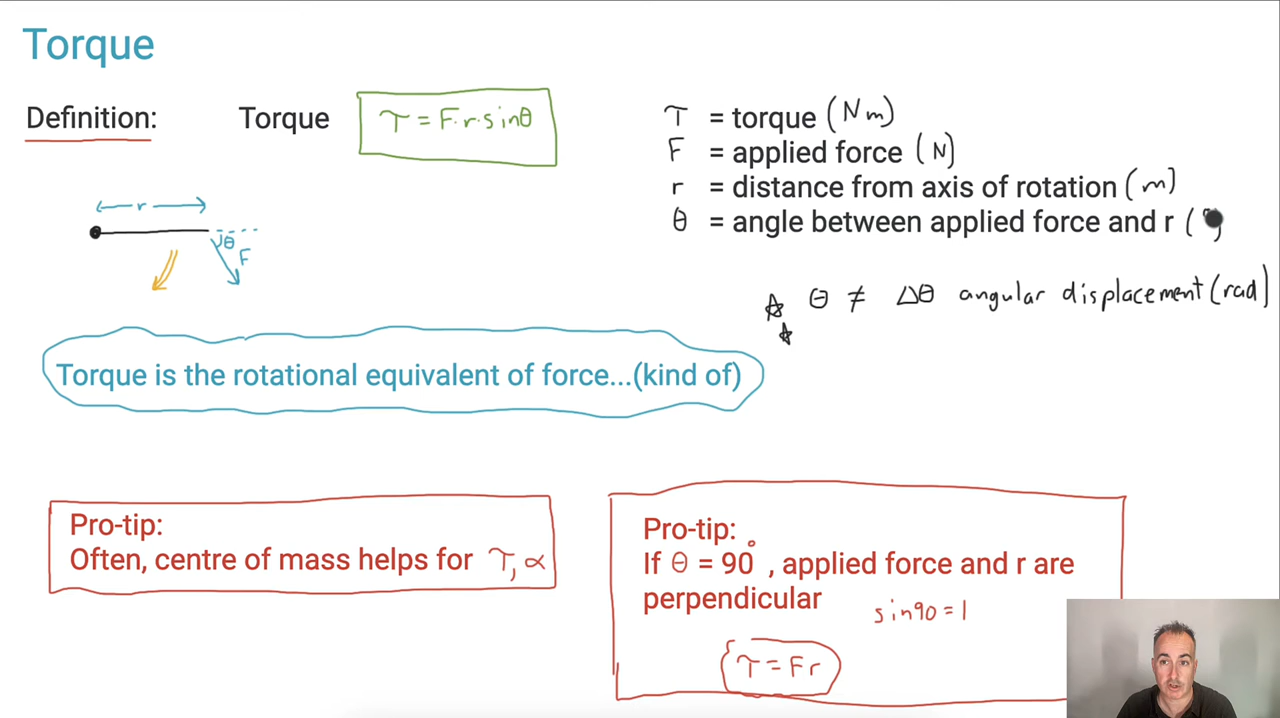 Torque
Definition: Torque τ = F·r·sinθ
τ = torque (Nm)
F = applied force (N)
r = distance from axis of rotation (m)
θ = angle between applied force and r (
r
θ
F
☆ θ ≠ Δθ angular displacement (rad)
☆
Torque is the rotational equivalent of force...(kind of)
Pro-tip:
Often, centre of mass helps for τ, α
Pro-tip:
If θ = 90°, applied force and r are
perpendicular
sin90 = 1
τ = Fr